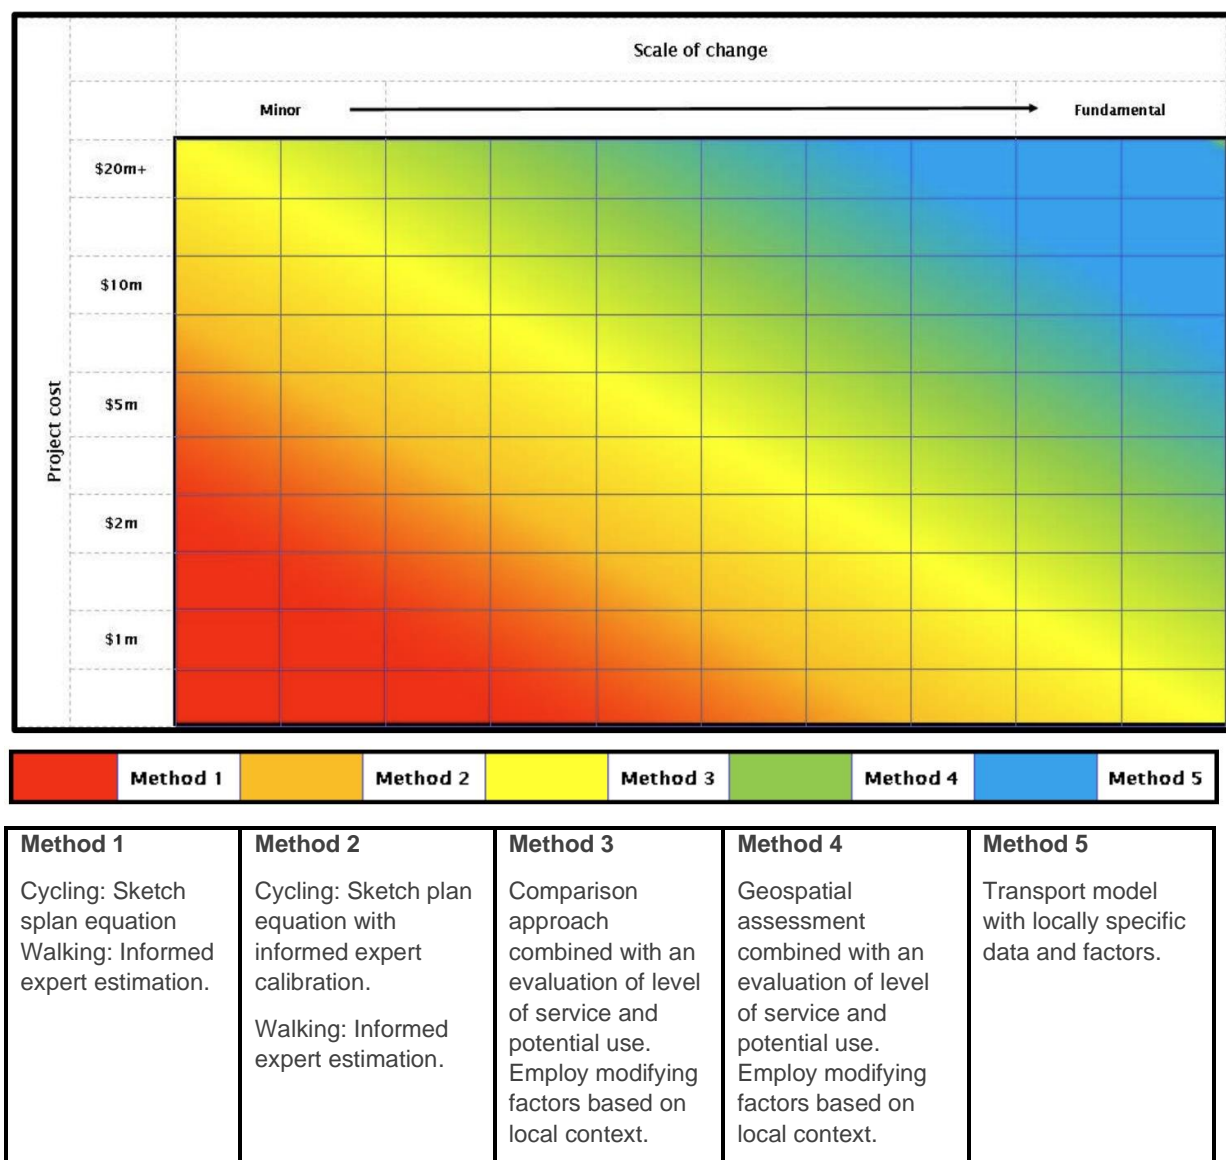 Scale of change
Minor
Fundamental
Project cost
$20m+
$10m
$5m
$2m
$1m
Method 1
Method 2
Method 3
Method 4
Method 5
Method 1
Cycling: Sketch
splan equation
Walking: Informed
expert estimation.
Method 2
Cycling: Sketch plan
equation with
informed expert
calibration.
Walking: Informed
expert estimation.
Method 3
Comparison
approach
combined with an
evaluation of level
of service and
potential use.
Employ modifying
factors based on
local context.
Method 4
Geospatial
assessment
combined with an
evaluation of level
of service and
potential use.
Employ modifying
factors based on
local context.
Method 5
Transport model
with locally specific
data and factors.